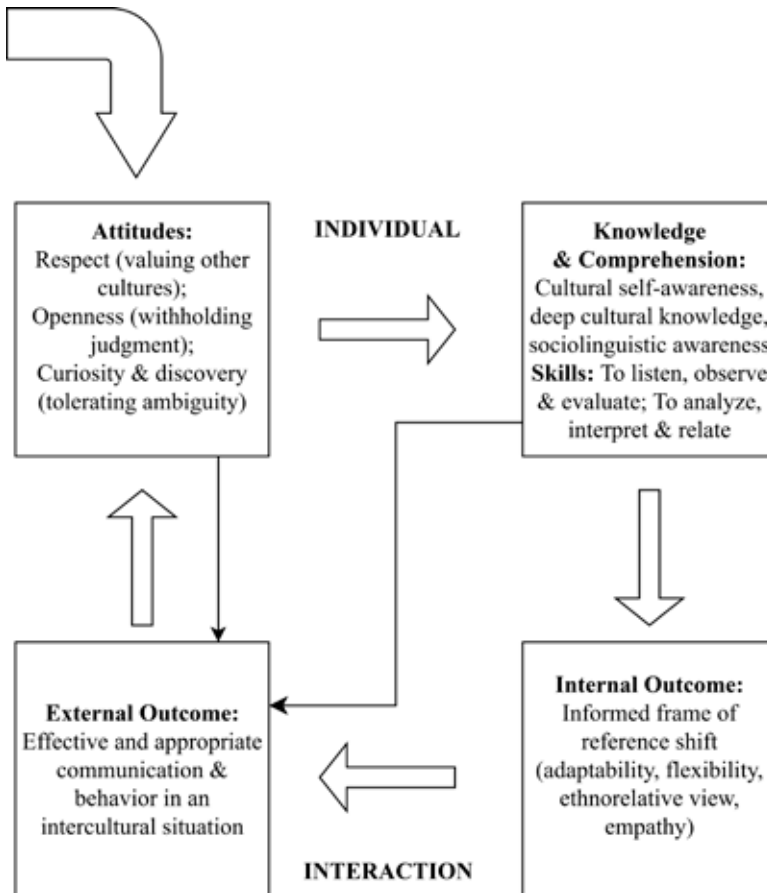 Attitudes:
Respect (valuing other
cultures);
Openness (withholding
judgment);
Curiosity & discovery
(tolerating ambiguity)
INDIVIDUAL
Knowledge
& Comprehension:
Cultural self-awareness,
deep cultural knowledge,
sociolinguistic awareness
Skills: To listen, observe
& evaluate; To analyze,
interpret & relate
External Outcome:
Effective and appropriate
communication &
behavior in an
intercultural situation
Internal Outcome:
Informed frame of
reference shift
(adaptability, flexibility,
ethnorelative view,
empathy)
INTERACTION